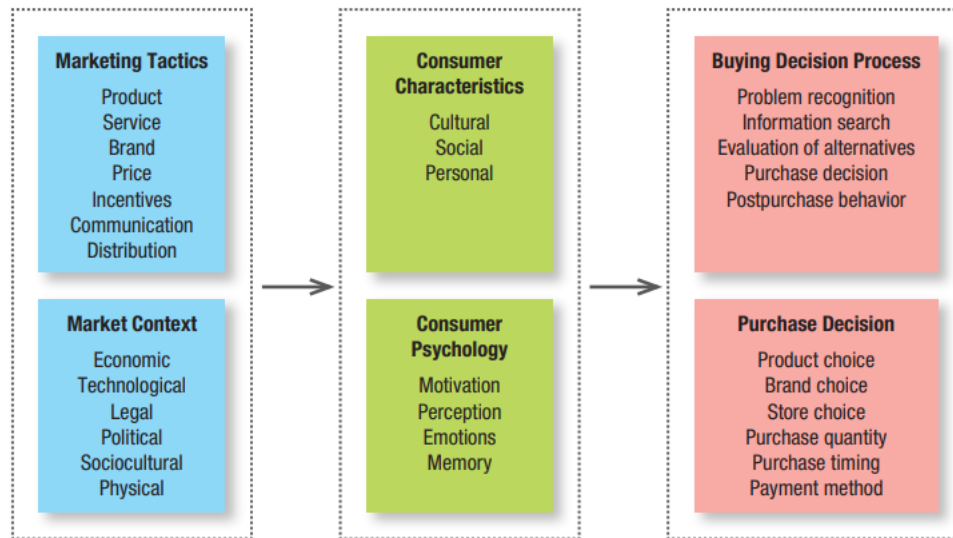 Marketing Tactics
Product
Service
Brand
Price
Incentives
Communication
Distribution
Market Context
Economic
Technological
Legal
Political
Sociocultural
Physical
Consumer
Characteristics
Cultural
Social
Personal
Consumer
Psychology
Motivation
Perception
Emotions
Memory
Buying Decision Process
Problem recognition
Information search
Evaluation of alternatives
Purchase decision
Postpurchase behavior
Purchase Decision
Product choice
Brand choice
Store choice
Purchase quantity
Purchase timing
Payment method